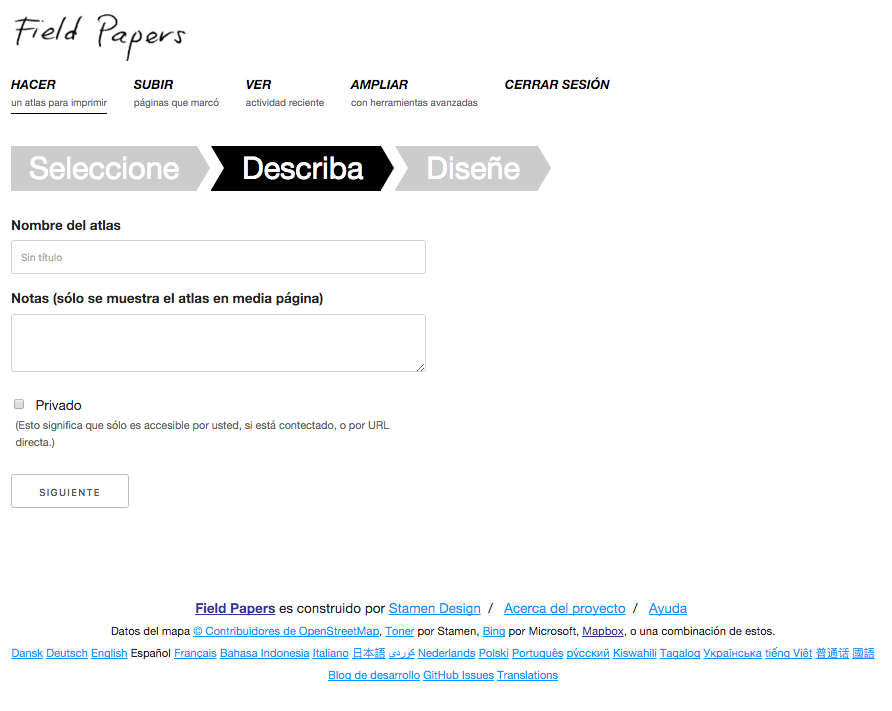 Field Papers
HACER SUBIR VER AMPLIAR CERRAR SESIÓN
un atlas para imprimir páginas que marcó actividad reciente con herramientas avanzadas
Seleccione Describa Diseñe
Nombre del atlas
Sin título
Notas (sólo se muestra el atlas en media página)
Privado
(Esto significa que sólo es accesible por usted, si está contectado, o por URL
directa.)
SIGUIENTE
Field Papers es construido por Stamen Design / Acerca del proyecto / Ayuda
Datos del mapa © Contribuidores de OpenStreetMap, Toner por Stamen, Bing por Microsoft, Mapbox, o una combinación de estos.
Dansk Deutsch English Español Français Bahasa Indonesia Italiano 日本語 كوردي Nederlands Polski Português ру́сский Kiswahili Tagalog Українська tiếng Việt 普通话 國語
Blog de desarrollo GitHub Issues Translations